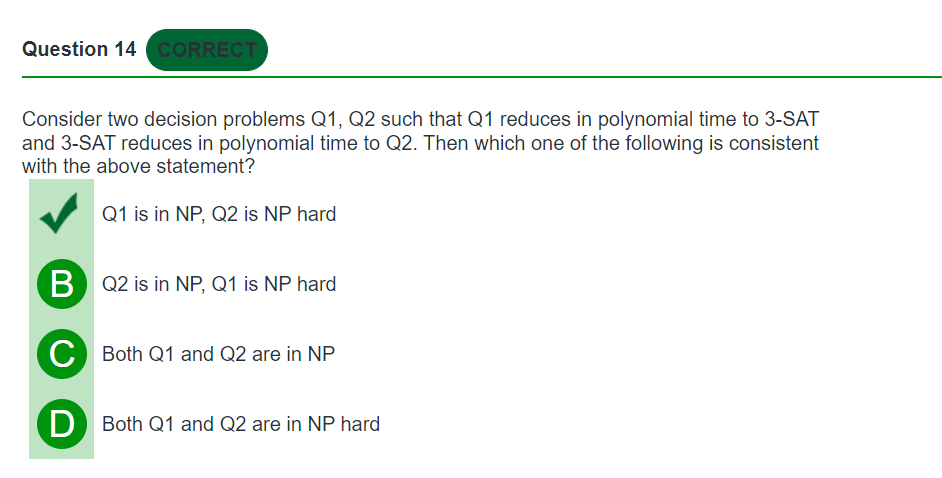 Question 14 CORRECT
Consider two decision problems Q1, Q2 such that Q1 reduces in polynomial time to 3-SAT
and 3-SAT reduces in polynomial time to Q2. Then which one of the following is consistent
with the above statement?
Q1 is in NP, Q2 is NP hard
B Q2 is in NP, Q1 is NP hard
C Both Q1 and Q2 are in NP
D Both Q1 and Q2 are in NP hard